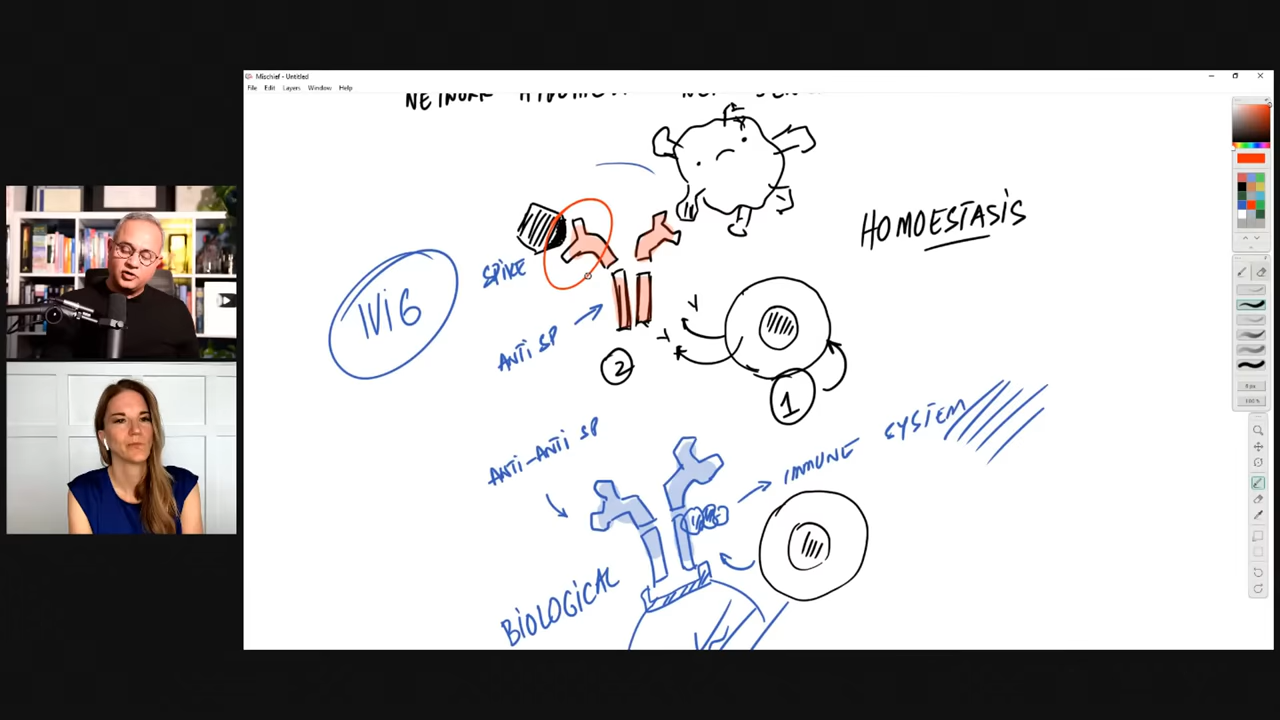 Mischief - Untitled
File Edit Layers Window Help
NETWORK
HOMOESTASIS
SPIKE
IVIG
ANTI SP
2
1
ANTI-ANTI SP
IMMUNE SYSTEM
BIOLOGICAL